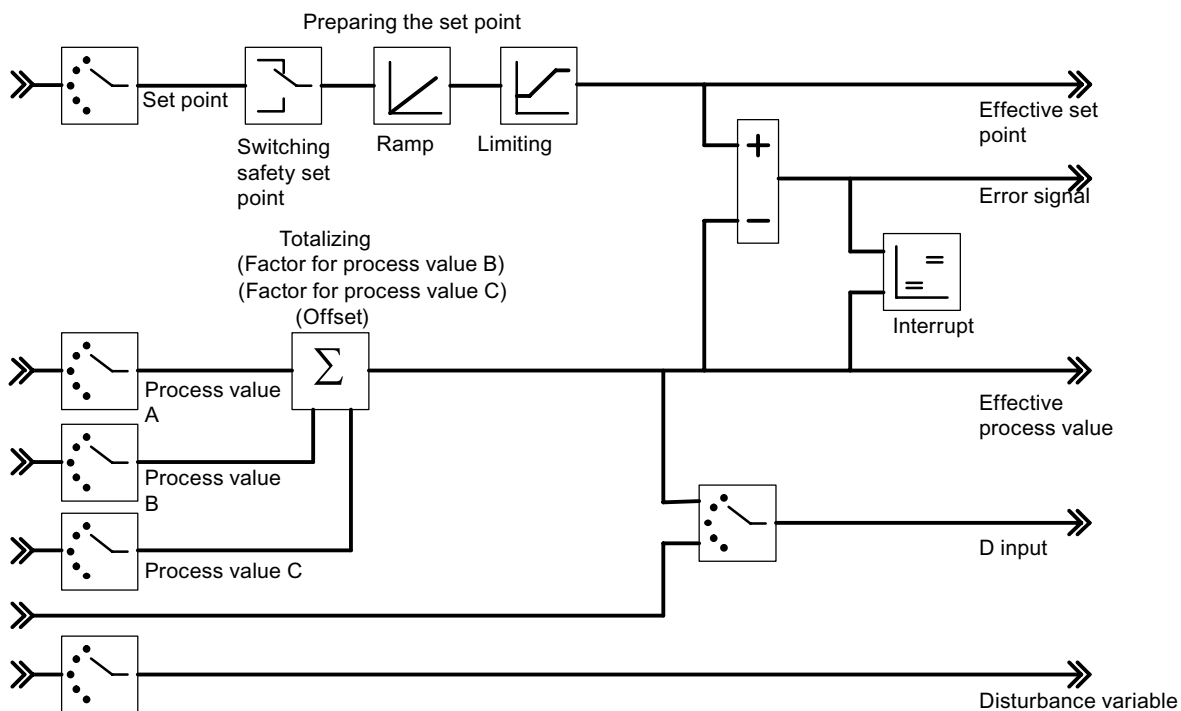 Preparing the set point
Set point
Switching
safety set
point
Ramp
Limiting
Effective set
point
+
−
Error signal
Totalizing
(Factor for process value B)
(Factor for process value C)
(Offset)
Interrupt
Σ
Process value
A
Effective
process value
Process value
B
D input
Process value C
Disturbance variable